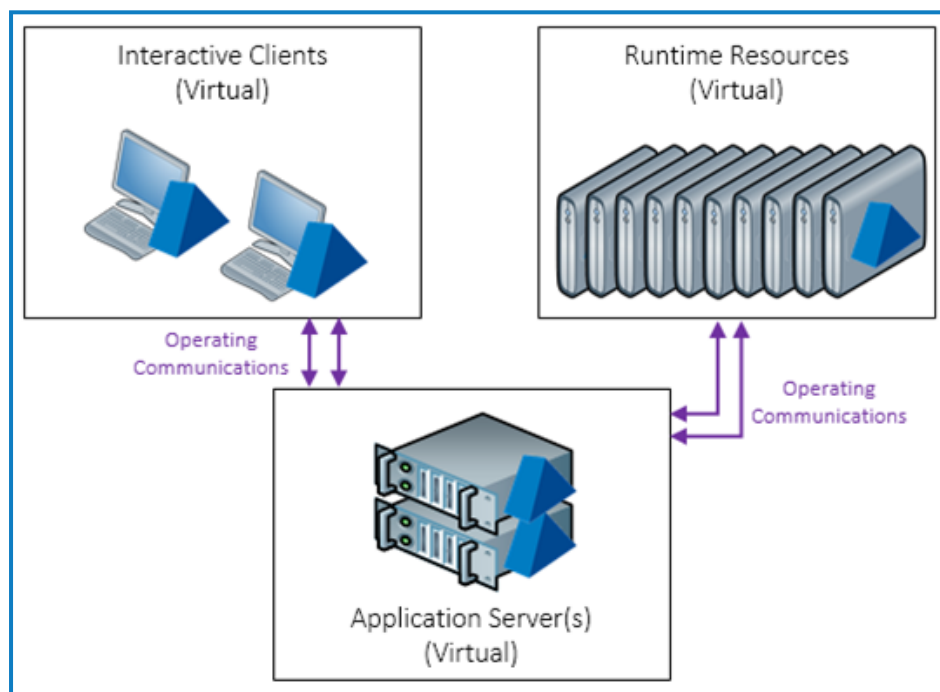 Interactive Clients
(Virtual)
Runtime Resources
(Virtual)
Operating
Communications
Operating
Communications
Application Server(s)
(Virtual)